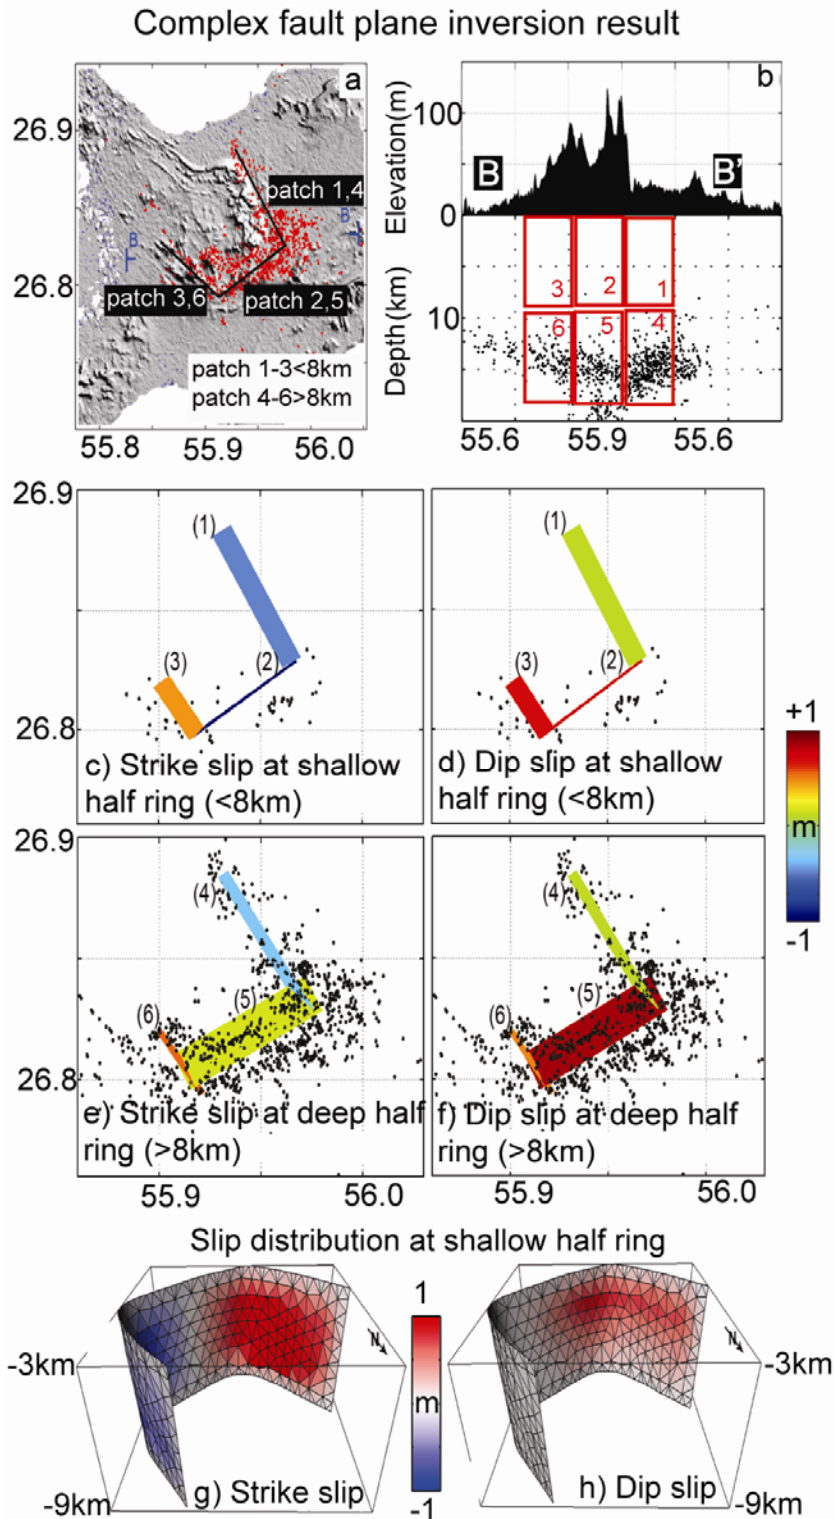 Complex fault plane inversion result
a
26.9
26.8
patch 1,4
B
B'
patch 3,6
patch 2,5
patch 1-3<8km
patch 4-6>8km
55.8
55.9
56.0
b
Elevation(m)
100
0
B
B'
Depth(km)
10
3
2
1
6
5
4
55.6
55.9
55.6
26.9
26.8
(1)
(2)
(3)
c) Strike slip at shallow
half ring (<8km)
(1)
(2)
(3)
d) Dip slip at shallow
half ring (<8km)
+1
m
-1
26.9
26.8
(4)
(5)
(6)
e) Strike slip at deep half
ring (>8km)
(4)
(5)
(6)
f) Dip slip at deep half
ring (>8km)
55.9
56.0
55.9
56.0
Slip distribution at shallow half ring
-3km
-9km
N
g) Strike slip
1
m
-1
N
-3km
-9km
h) Dip slip